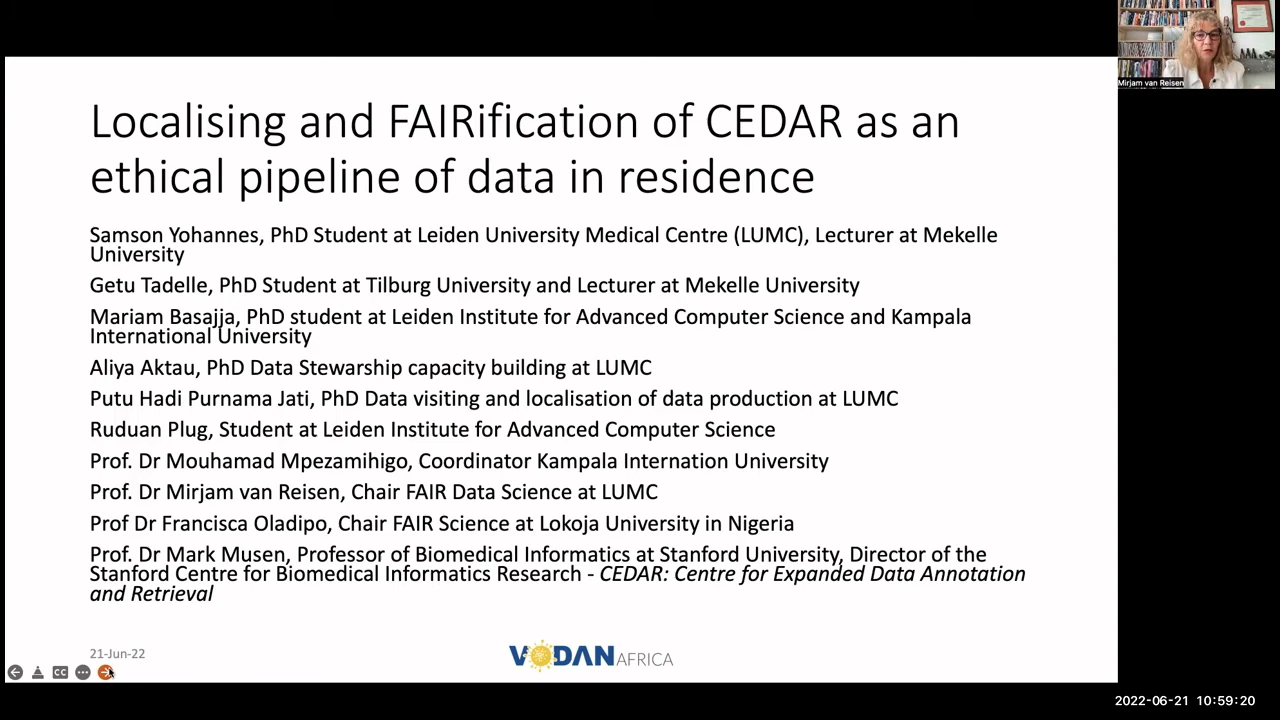 Mirjam van Reisen
Localising and FAIRification of CEDAR as an
ethical pipeline of data in residence
Samson Yohannes, PhD Student at Leiden University Medical Centre (LUMC), Lecturer at Mekelle
University
Getu Tadelle, PhD Student at Tilburg University and Lecturer at Mekelle University
Mariam Basajja, PhD student at Leiden Institute for Advanced Computer Science and Kampala
International University
Aliya Aktau, PhD Data Stewarship capacity building at LUMC
Putu Hadi Purnama Jati, PhD Data visiting and localisation of data production at LUMC
Ruduan Plug, Student at Leiden Institute for Advanced Computer Science
Prof. Dr Mouhamad Mpezamihigo, Coordinator Kampala Internation University
Prof. Dr Mirjam van Reisen, Chair FAIR Data Science at LUMC
Prof Dr Francisca Oladipo, Chair FAIR Science at Lokoja University in Nigeria
Prof. Dr Mark Musen, Professor of Biomedical Informatics at Stanford University, Director of the
Stanford Centre for Biomedical Informatics Research - CEDAR: Centre for Expanded Data Annotation
and Retrieval
21-Jun-22
VODAN AFRICA
CC
2022-06-21 10:59:20